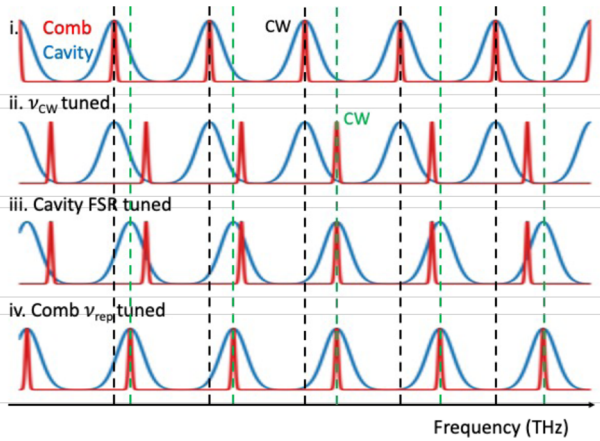 i. Comb CW
Cavity
ii. νCW tuned
CW
iii. Cavity FSR tuned
iv. Comb νrep tuned
Frequency (THz)